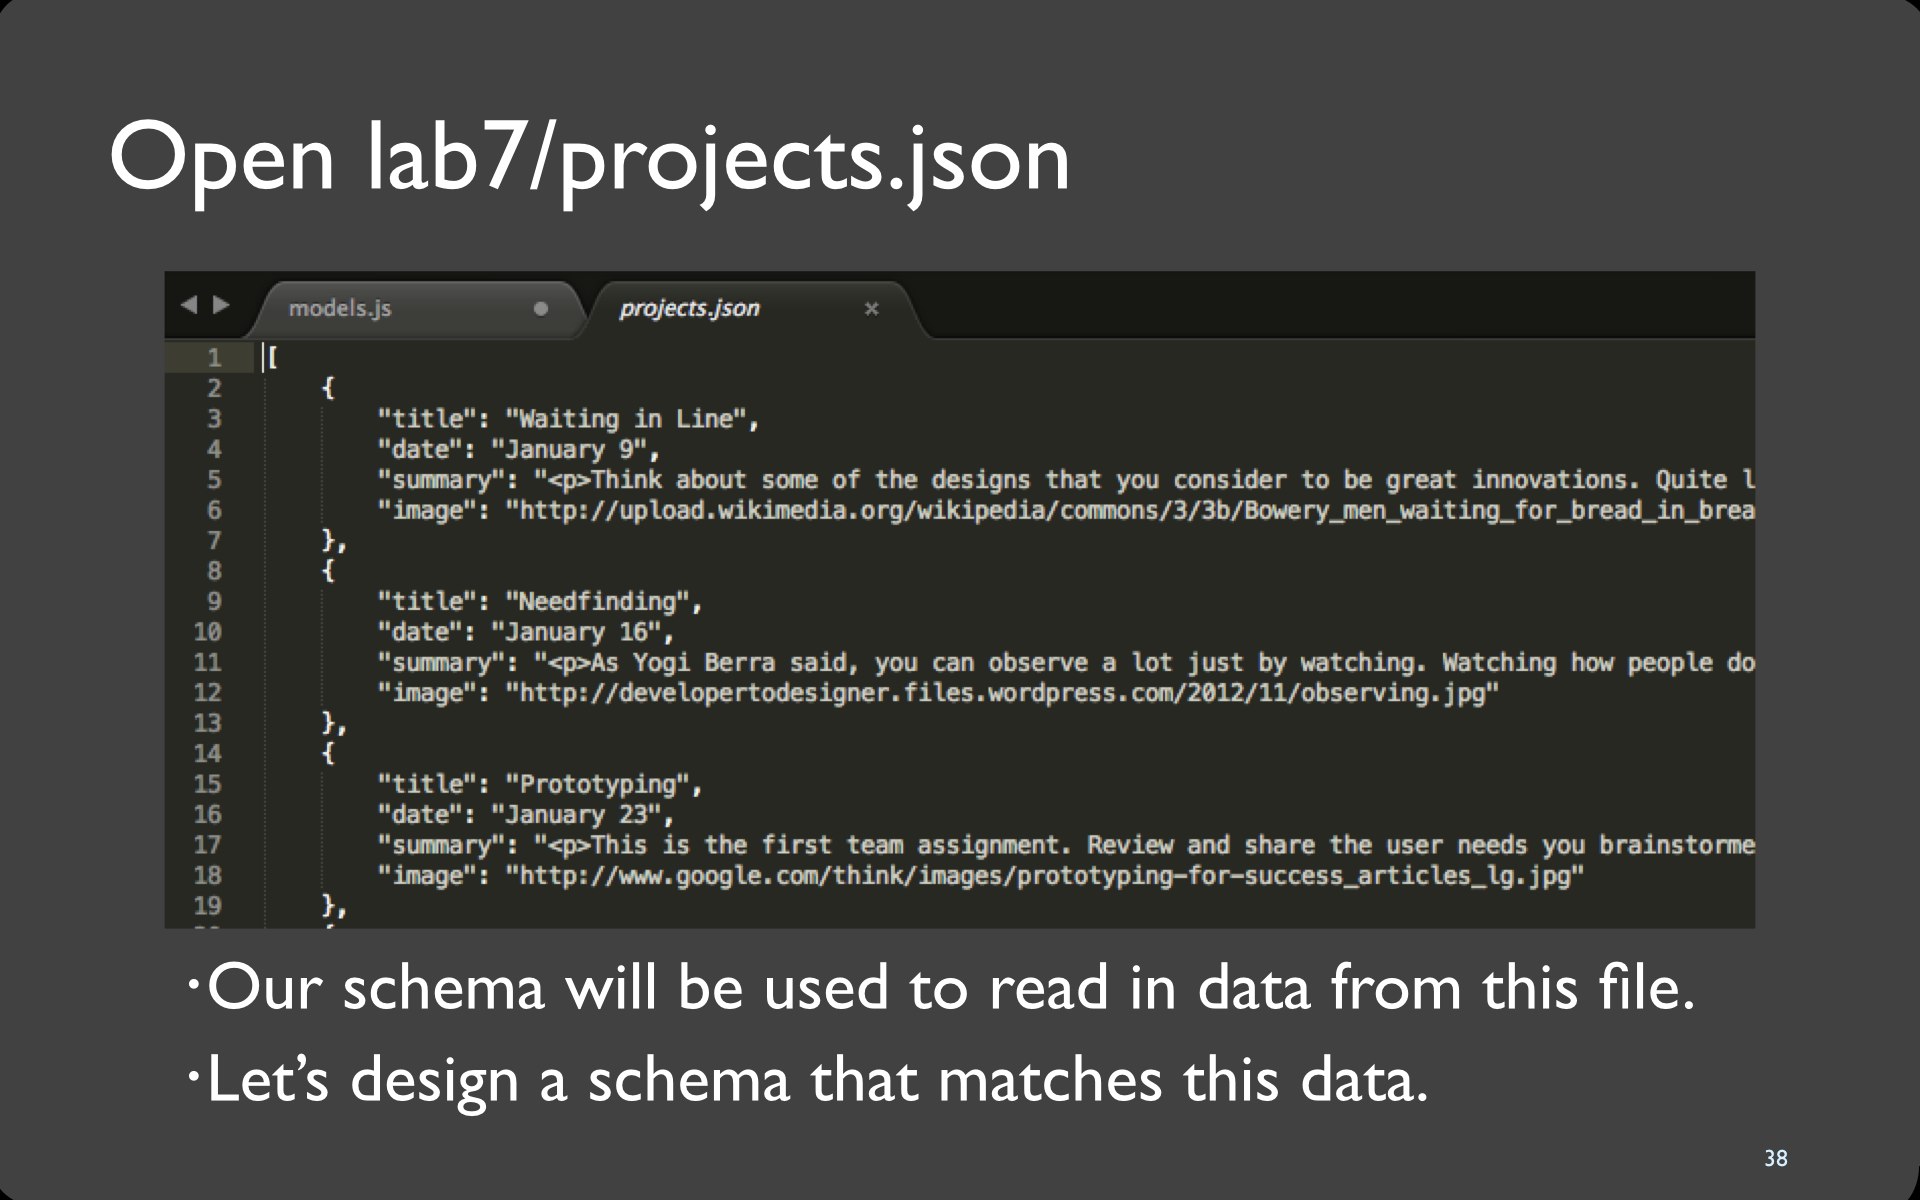 Open lab7/projects.json
models.js projects.json
1 [
2 {
3 "title": "Waiting in Line",
4 "date": "January 9",
5 "summary": "<p>Think about some of the designs that you consider to be great innovations. Quite l
6 "image": "http://upload.wikimedia.org/wikipedia/commons/3/3b/Bowery_men_waiting_for_bread_in_brea
7 },
8 {
9 "title": "Needfinding",
10 "date": "January 16",
11 "summary": "<p>As Yogi Berra said, you can observe a lot just by watching. Watching how people do
12 "image": "http://developertodesigner.files.wordpress.com/2012/11/observing.jpg"
13 },
14 {
15 "title": "Prototyping",
16 "date": "January 23",
17 "summary": "<p>This is the first team assignment. Review and share the user needs you brainstorme
18 "image": "http://www.google.com/think/images/prototyping-for-success_articles_lg.jpg"
19 },
•Our schema will be used to read in data from this file.
•Let’s design a schema that matches this data.
38